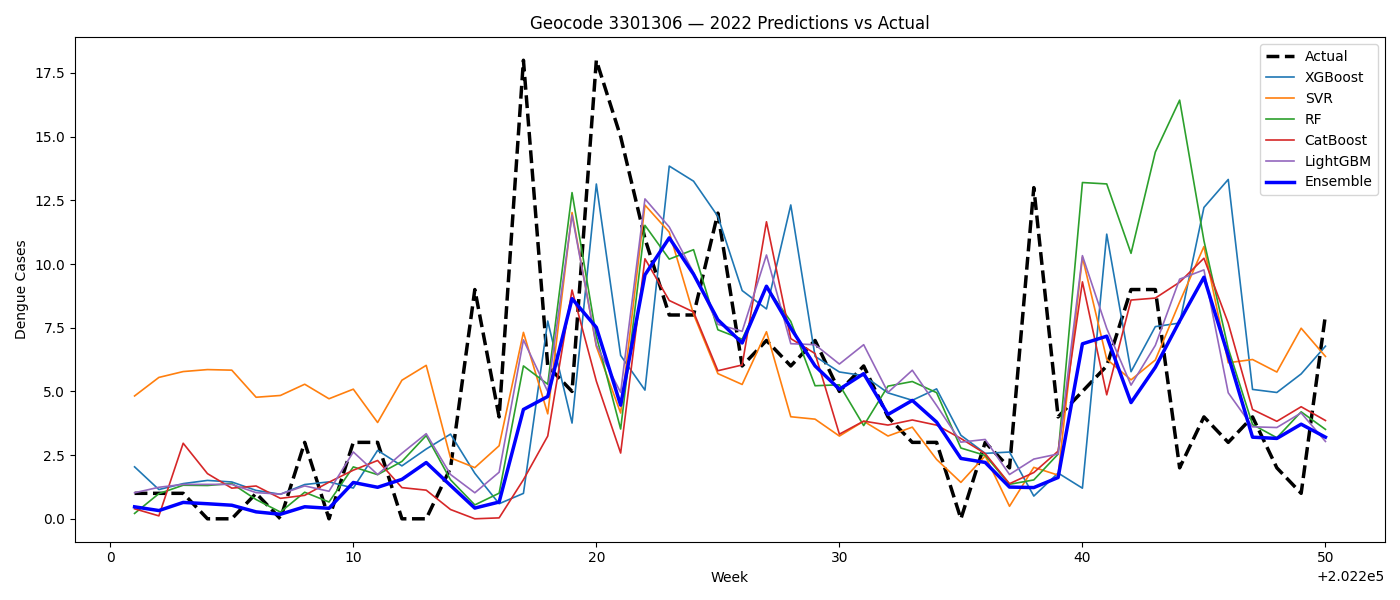 Geocode 3301306 — 2022 Predictions vs Actual
Dengue Cases
17.5
15.0
12.5
10.0
7.5
5.0
2.5
0.0
Actual
XGBoost
SVR
RF
CatBoost
LightGBM
Ensemble
0 10 20 30 40 50
+2.022e5
Week